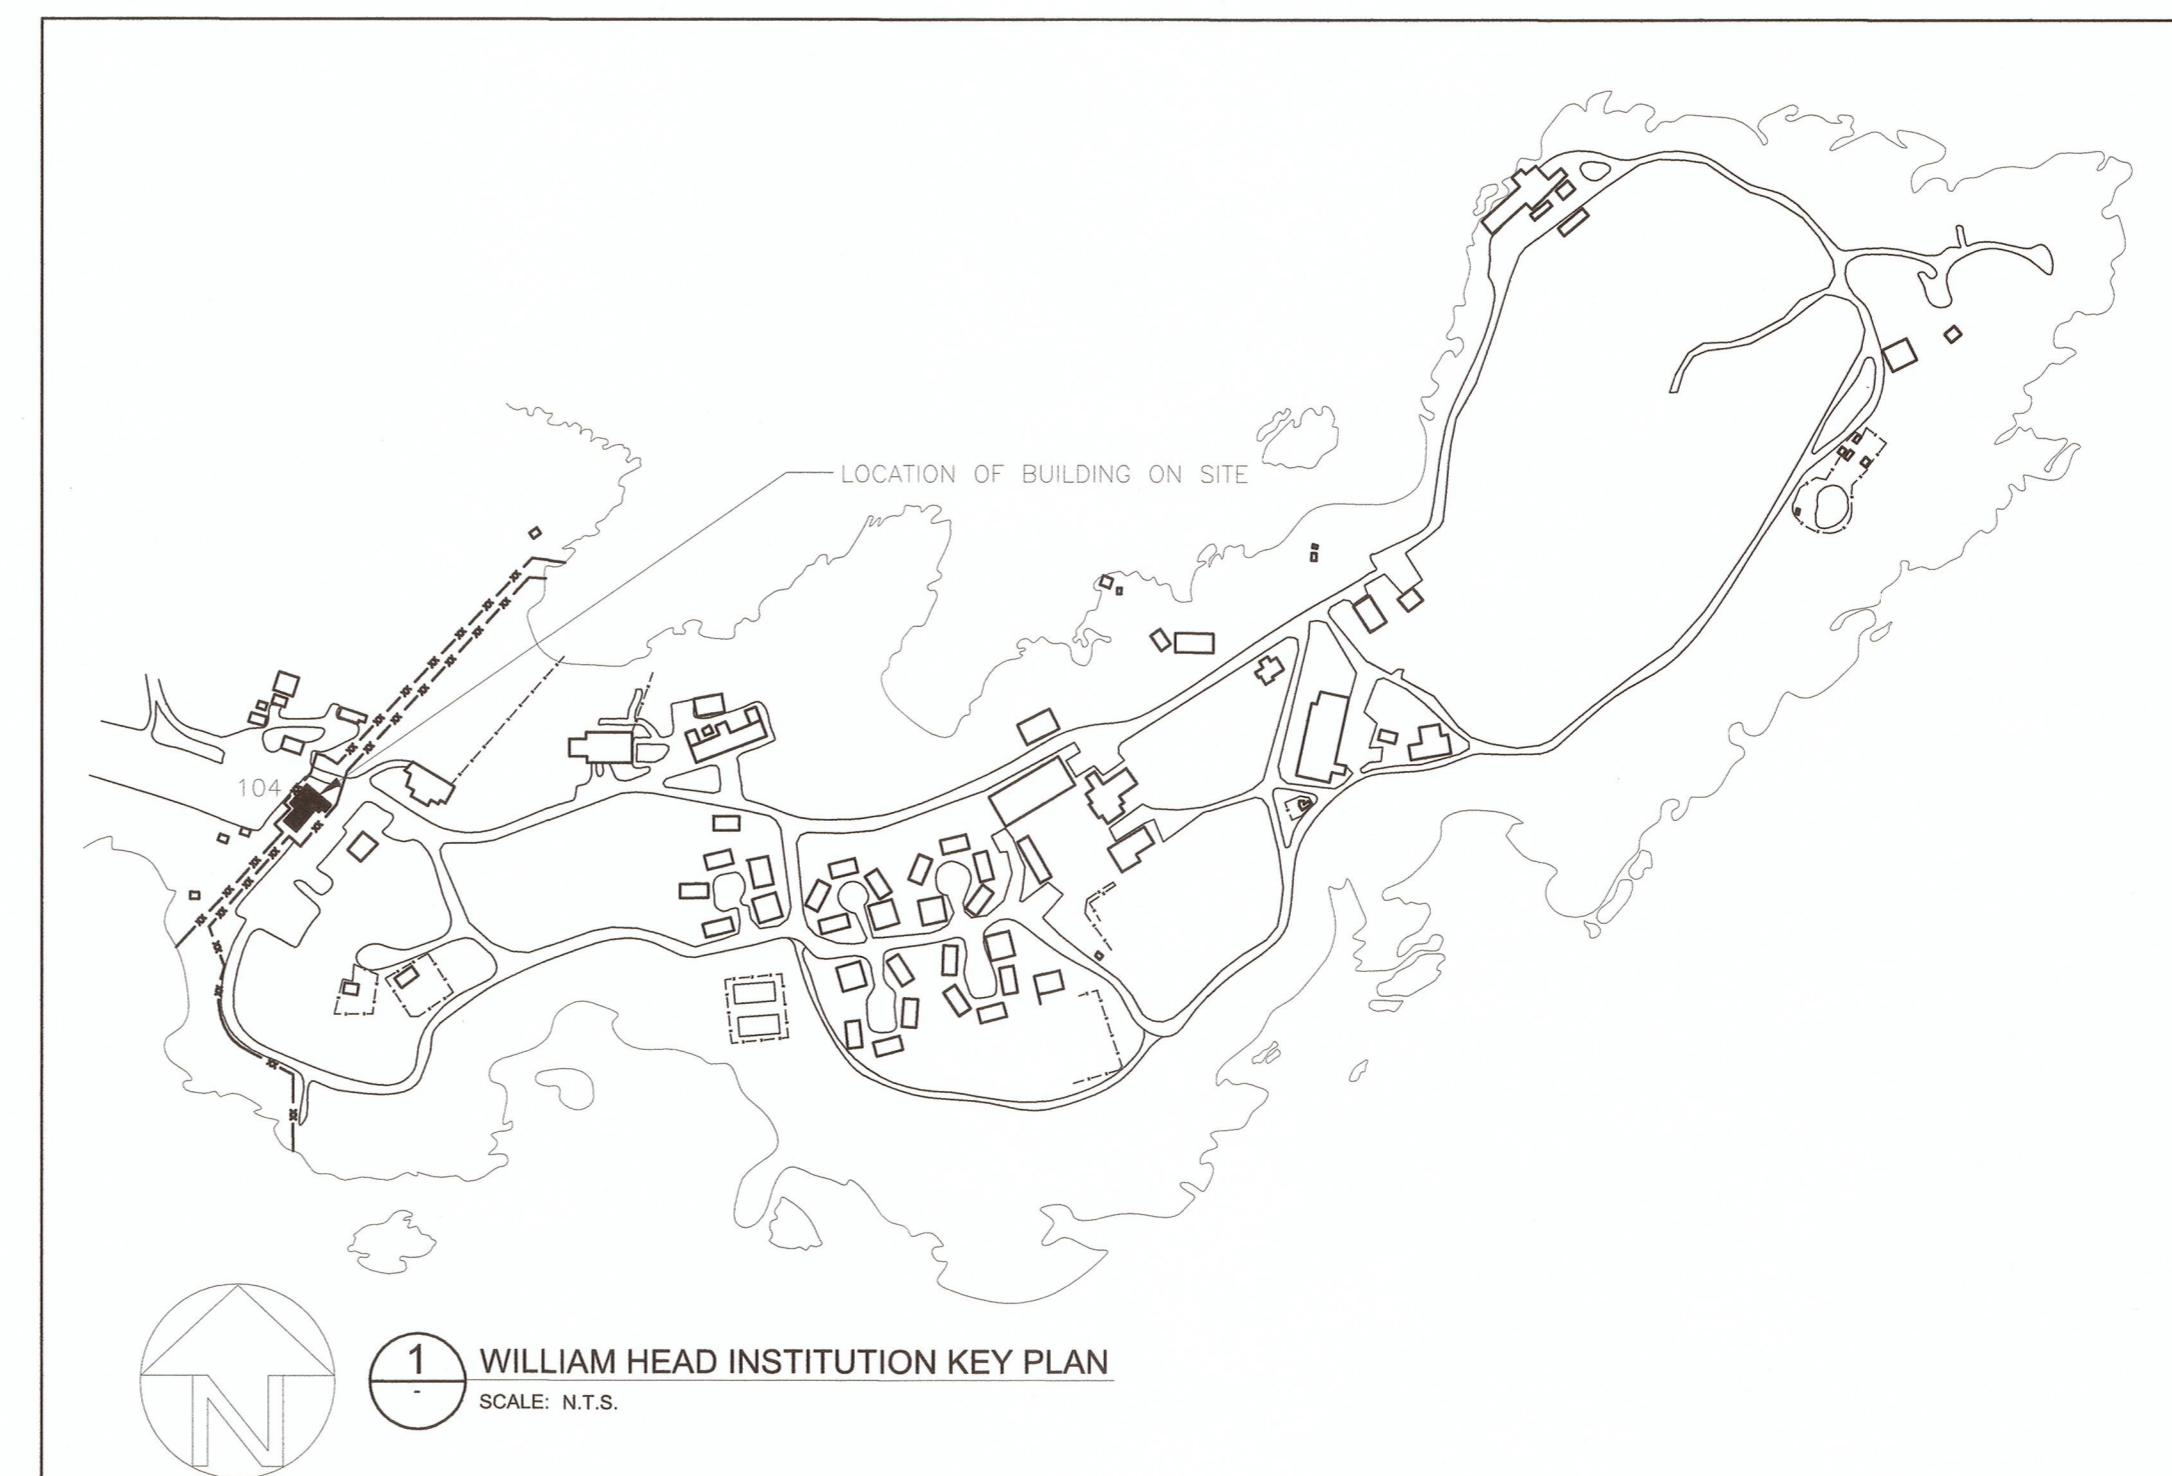 LOCATION OF BUILDING ON SITE
104
N
1
-
WILLIAM HEAD INSTITUTION KEY PLAN
SCALE: N.T.S.